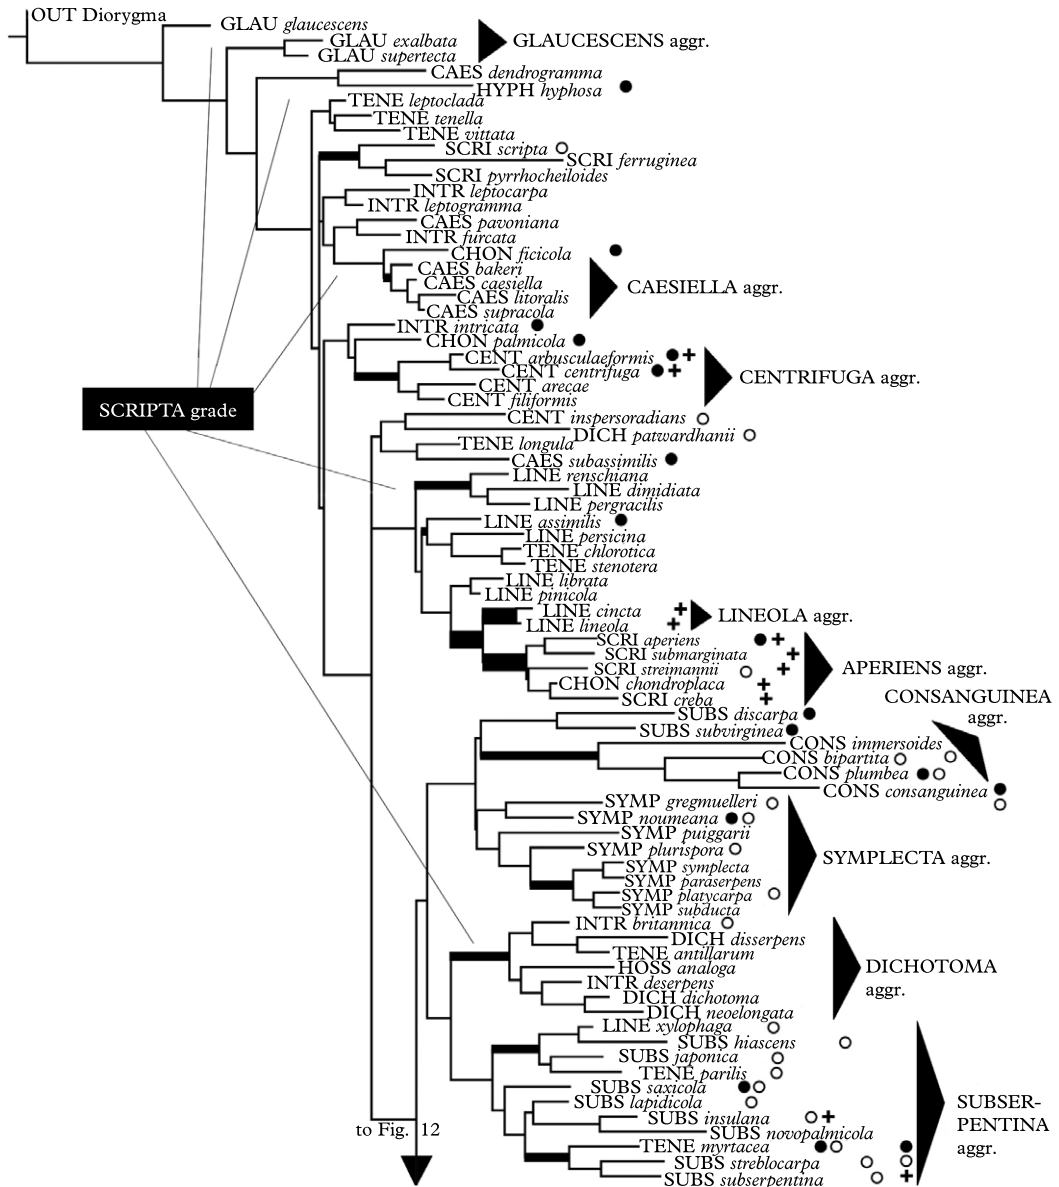 OUT Diorygma
GLAU glaucescens
GLAU exalbata
GLAUCESCENS aggr.
GLAU supertecta
CAES dendrogramma
HYPH hyphosa
TENE leptoclada
TENE tenella
TENE vittata
SCRI scripta
SCRI ferruginea
SCRI pyrrhocheiloides
INTR leptocarpa
INTR leptogramma
CAES pavoniana
INTR furcata
CHON ficicola
CAES bakeri
CAES caesiella
CAESIELLA aggr.
CAES litoralis
CAES supracola
INTR intricata
CHON palmicola
CENT arbusculaeformis
CENT centrifuga
CENTRIFUGA aggr.
CENT arecae
CENT filiformis
SCRIPTA grade
CENT inspersoradians
DICH patwardhanii
TENE longula
CAES subassimilis
LINE renschiana
LINE dimidiata
LINE pergracilis
LINE assimilis
LINE persicina
TENE chlorotica
TENE stenotera
LINE librata
LINE pinicola
LINE cincta
LINEOLA aggr.
LINE lineola
SCRI aperiens
SCRI submarginata
SCRI streimannii
APERIENS aggr.
CHON chondroplaca
SCRI creba
CONSANGUINEA
aggr.
SUBS discarpa
SUBS subvirginea
CONS immersoides
CONS bipartita
CONS plumbea
CONS consanguinea
SYMP gregmuelleri
SYMP noumeana
SYMP puiggarii
SYMP plurispora
SYMPLECTA aggr.
SYMP symplecta
SYMP paraserpens
SYMP platycarpa
SYMP subducta
INTR britannica
DICH disserpens
TENE antillarum
HOSS analoga
DICHOTOMA
aggr.
INTR deserpens
DICH dichotoma
DICH neoelongata
LINE xylophaga
SUBS hiascens
SUBS japonica
TENE parilis
SUBS saxicola
SUBS lapidicola
SUBS insulana
SUBS novopalmicola
SUBSER-
PENTINA
aggr.
TENE myrtacea
SUBS streblocarpa
SUBS subserpentina
to Fig. 12